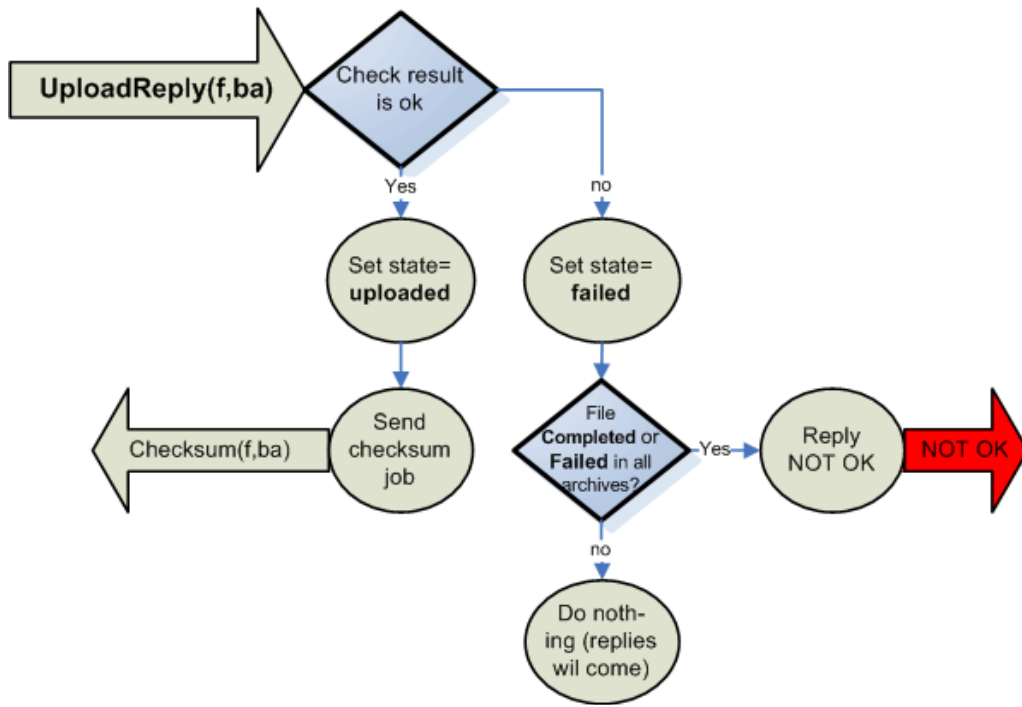 UploadReply(f,ba)
Check result
is ok
Yes
no
Set state=
uploaded
Set state=
failed
Checksum(f,ba)
Send
checksum
job
File
Completed or
Failed in all
archives?
Yes
Reply
NOT OK
NOT OK
no
Do noth-
ing (replies
wil come)